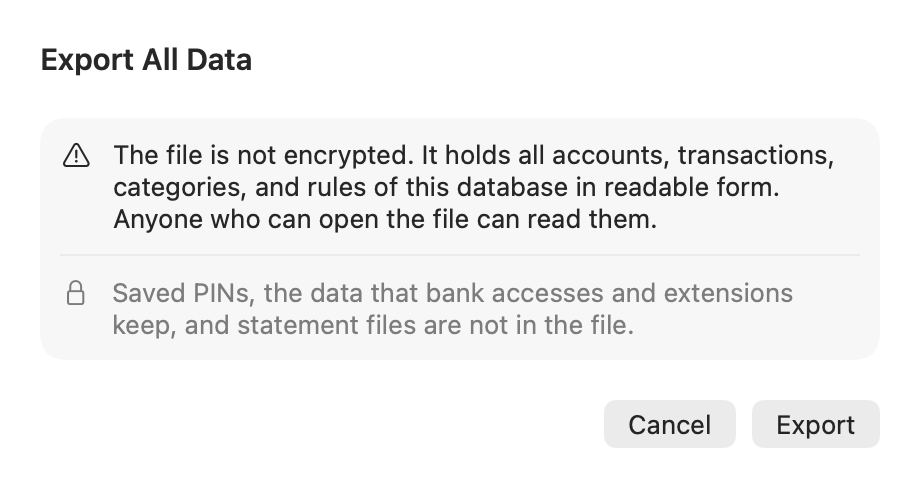 Export All Data
The file is not encrypted. It holds all accounts, transactions,
categories, and rules of this database in readable form.
Anyone who can open the file can read them.
Saved PINs, the data that bank accesses and extensions
keep, and statement files are not in the file.
Cancel
Export